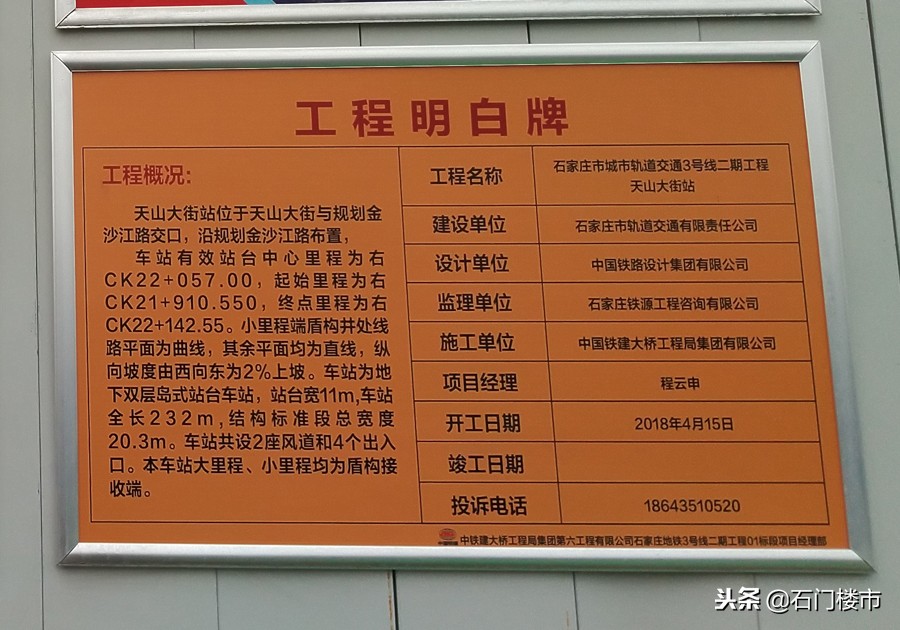 工程明白牌
工程概况:
天山大街站位于天山大街与规划金
沙江路交口，沿规划金沙江路布置，
车站有效站台中心里程为右
CK22+057.00，起始里程为右
CK21+910.550，终点里程为右
CK22+142.55。小里程端盾构井处线
路平面为曲线，其余平面均为直线，纵
向坡度由西向东为2%上坡。车站为地
下双层岛式站台车站，站台宽11m,车站
全长232m,结构标准段总宽度
20.3m。车站共设2座风道和4个出入
口。本车站大里程、小里程均为盾构接
收端。
工程名称
石家庄市城市轨道交通3号线二期工程
天山大街站
建设单位
石家庄市轨道交通有限责任公司
设计单位
中国铁路设计集团有限公司
监理单位
石家庄铁源工程咨询有限公司
施工单位
中国铁建大桥工程局集团有限公司
项目经理
程云申
开工日期
2018年4月15日
竣工日期
投诉电话
18643510520
中铁建大桥工程局集团第六工程有限公司石家庄地铁3号线二期工程01标段项目经理部
头条 @石门楼市